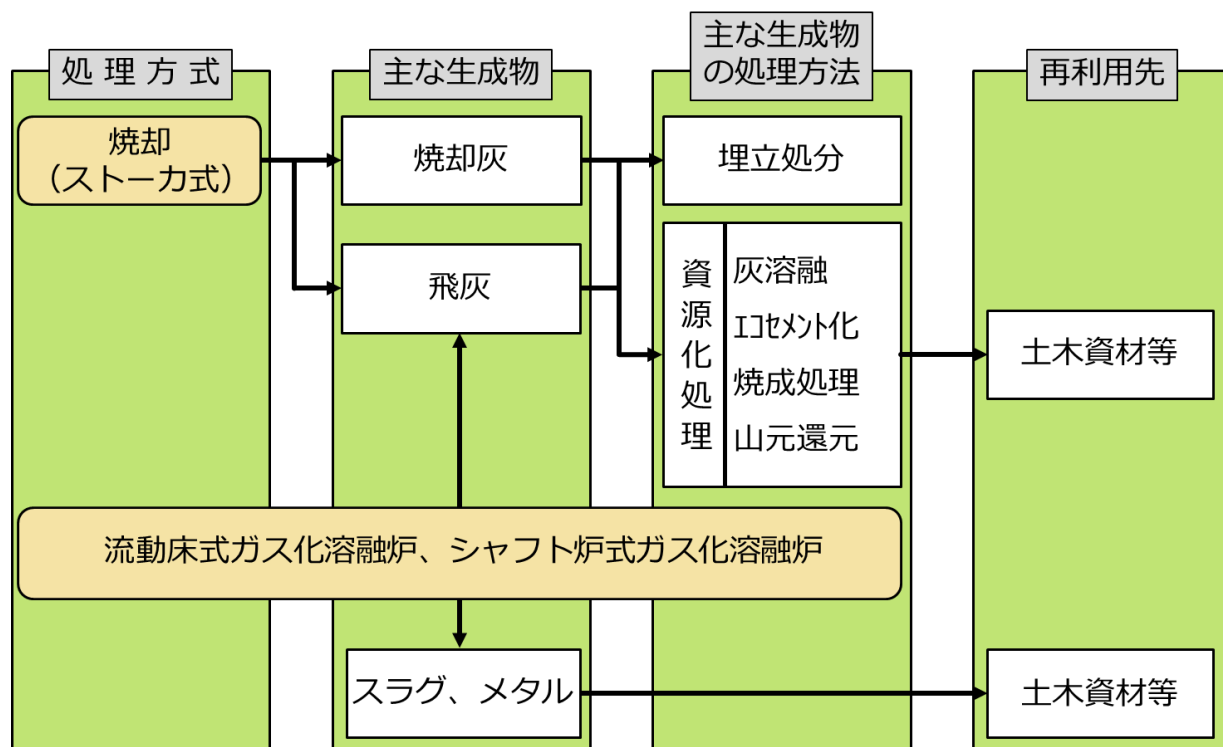 処 理 方 式
主な生成物
主な生成物
の処理方法
再利用先
焼却
（ストーカ式）
焼却灰
埋立処分
飛灰
資源化処理
灰溶融
ｴｺｾﾒﾝﾄ化
焼成処理
山元還元
土木資材等
流動床式ガス化溶融炉、シャフト炉式ガス化溶融炉
スラグ、メタル
土木資材等